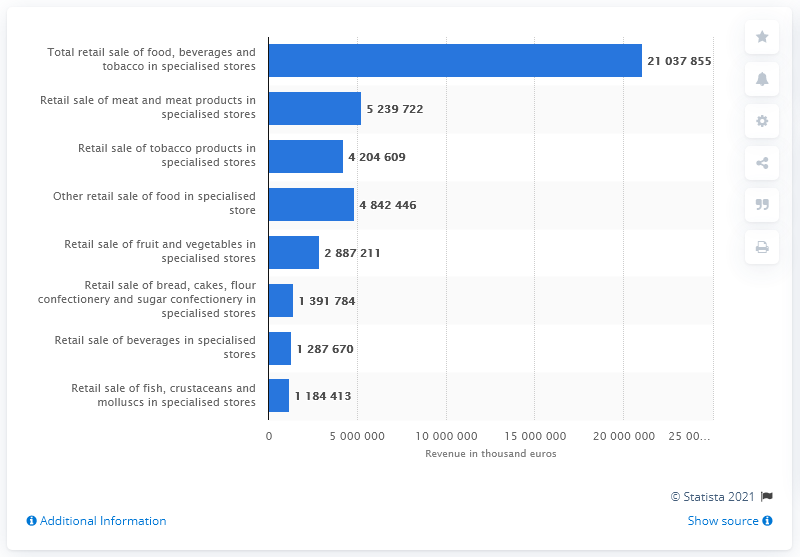 Total retail sale of food, beverages and
tobacco in specialised stores
21 037 855
Retail sale of meat and meat products in
specialised stores
5 239 722
Retail sale of tobacco products in
specialised stores
4 204 609
Other retail sale of food in specialised
store
4 842 446
Retail sale of fruit and vegetables in
specialised stores
2 887 211
Retail sale of bread, cakes, flour
confectionery and sugar confectionery in
specialised stores
1 391 784
Retail sale of beverages in specialised
stores
1 287 670
Retail sale of fish, crustaceans and
molluscs in specialised stores
1 184 413
0 5 000 000 10 000 000 15 000 000 20 000 000 25 00...
Revenue in thousand euros
© Statista 2021
Additional Information
Show source